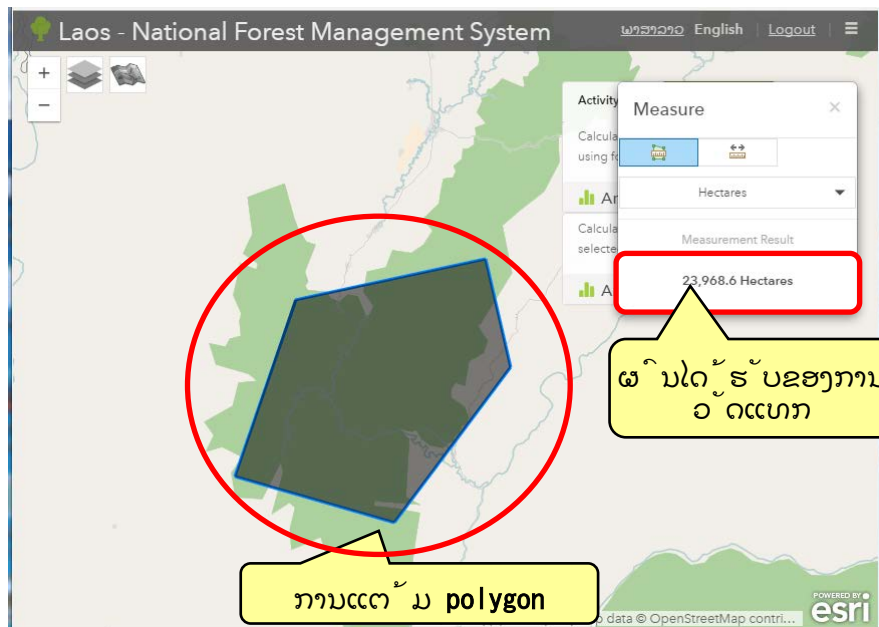 Laos - National Forest Management System
ພາສາລາວ English | Logout |
+
−
Activity
Calcula
using fo
Ar
Calcula
selecte
A
Measure
×
Hectares
Measurement Result
23,968.6 Hectares
ຜົນໄດ້ຮັບຂອງການ
ວັດແທກ
ການແຕ້ມ polygon
data © OpenStreetMap contri...
POWERED BY
esri